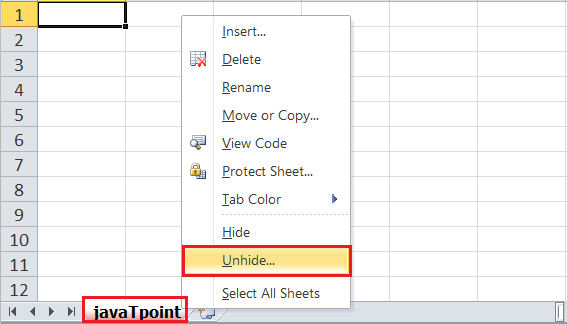 1
2
3
4
5
6
7
8
9
10
11
12
Insert...
Delete
Rename
Move or Copy...
View Code
Protect Sheet...
Tab Color
Hide
Unhide...
Select All Sheets
javaTpoint